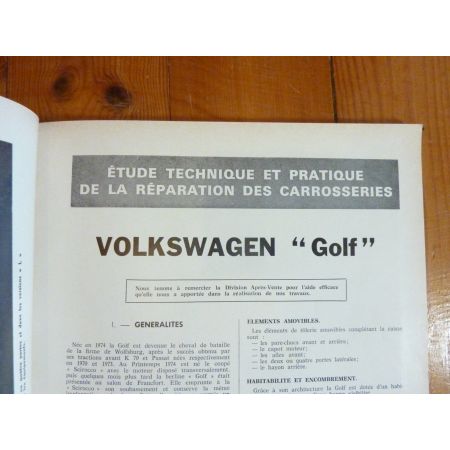 ÉTUDE TECHNIQUE ET PRATIQUE
DE LA RÉPARATION DES CARROSSERIES
VOLKSWAGEN "Golf"
Nous tenons à remercier la Division Après-Vente pour l'aide efficace
qu'elle nous a apportée dans la réalisation de nos travaux.
I. — GENERALITES
Née en 1974 la Golf est devenue le cheval de bataille
de la firme de Wolfsburg, après le succès obtenu par
ses tractions avant K 70 et Passat nées respectivement
en 1970 et 1973. Au Printemps 1974 est né le coupé
« Scirocco » avec le moteur disposé transversalement,
puis quelques mois plus tard la berline « Golf » était
présente au salon de Francfort. Elle emprunte à la
« Scirocco » son soubassement et conserve la même
ELEMENTS AMOVIBLES.
Les éléments de tôlerie amovibles complétant la caisse
sont :
— les pare-chocs avant et arrière;
— le capot moteur;
— les ailes avant;
— les deux ou quatre portes latérales;
— le hayon arrière.
HABITABILITE ET ENCOMBREMENT.
Grâce à son architecture la Golf est dotée d'un